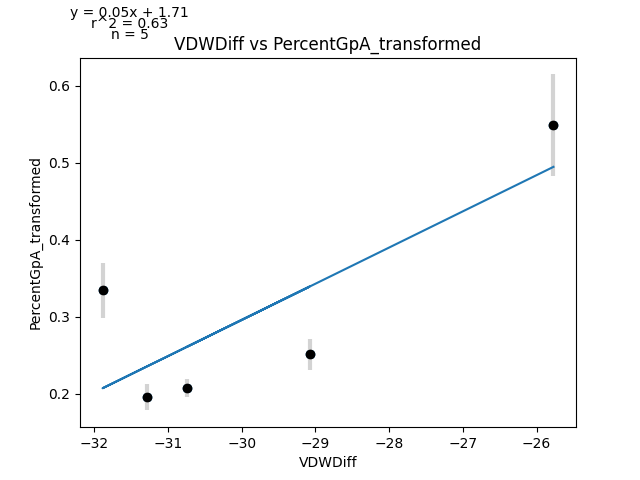 y = 0.05x + 1.71
r^2 = 0.63
n = 5
VDWDiff vs PercentGpA_transformed
0.6
0.5
0.4
0.3
0.2
PercentGpA_transformed
−32 −31 −30 −29 −28 −27 −26
VDWDiff